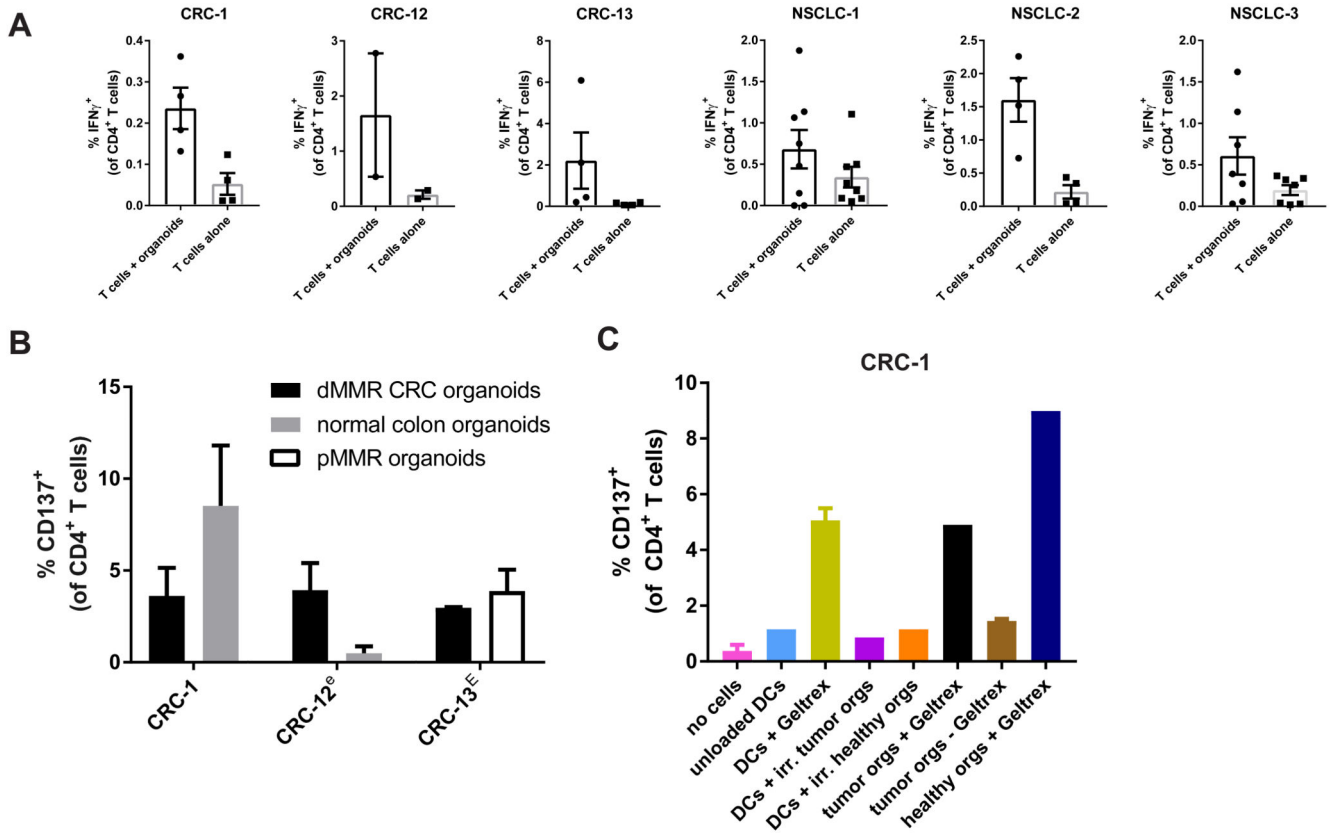 A
CRC-1
% IFNγ+
(of CD4+ T cells)
0.4
0.3
0.2
0.1
0.0
T cells + organoids
T cells alone
CRC-12
% IFNγ+
(of CD4+ T cells)
3
2
1
0
T cells + organoids
T cells alone
CRC-13
% IFNγ+
(of CD4+ T cells)
8
6
4
2
0
T cells + organoids
T cells alone
NSCLC-1
% IFNγ+
(of CD4+ T cells)
2.0
1.5
1.0
0.5
0.0
T cells + organoids
T cells alone
NSCLC-2
% IFNγ+
(of CD4+ T cells)
2.5
2.0
1.5
1.0
0.5
0.0
T cells + organoids
T cells alone
NSCLC-3
% IFNγ+
(of CD4+ T cells)
2.0
1.5
1.0
0.5
0.0
T cells + organoids
T cells alone
B
% CD137+
(of CD4+ T cells)
15
10
5
0
dMMR CRC organoids
normal colon organoids
pMMR organoids
CRC-1
CRC-12e
CRC-13E
C
CRC-1
% CD137+
(of CD4+ T cells)
10
8
6
4
2
0
no cells
unloaded DCs
DCs + Geltrex
DCs + irr. tumor orgs
DCs + irr. healthy orgs
tumor orgs + Geltrex
tumor orgs - Geltrex
healthy orgs + Geltrex